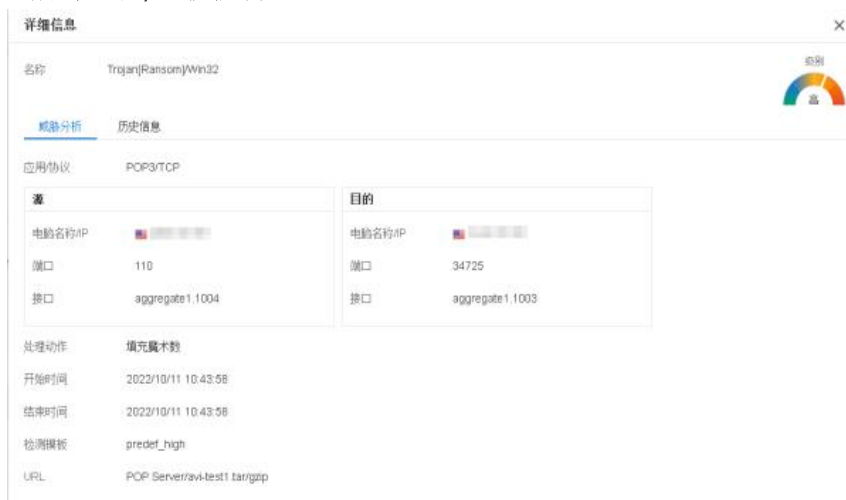 详细信息
名称 Trojan[Ransom]/Win32
级别
高
威胁分析 历史信息
应用/协议 POP3/TCP
源 目的
电脑名称/IP 电脑名称/IP
端口 110 端口 34725
接口 aggregate1.1004 接口 aggregate1.1003
处理动作 填充魔术数
开始时间 2022/10/11 10:43:58
结束时间 2022/10/11 10:43:58
检测模板 predef_high
URL POP Server/avi-test1.tar/gzip